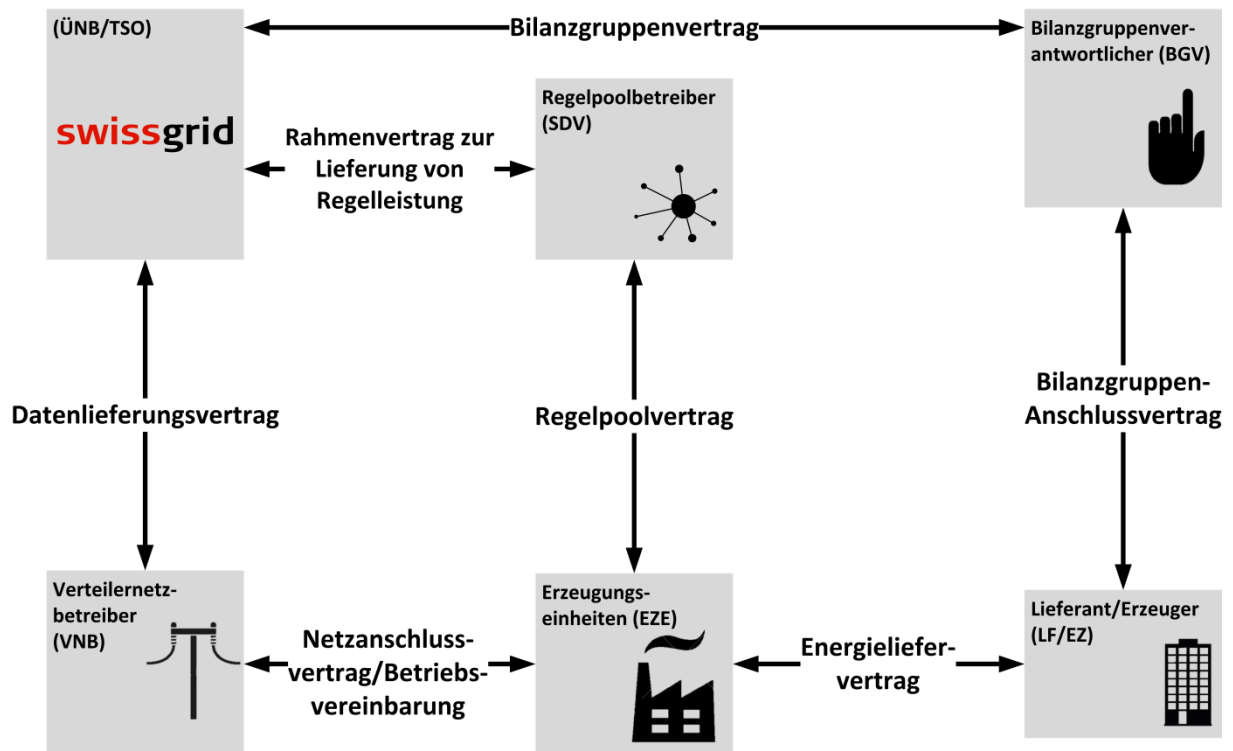 (ÜNB/TSO)
swissgrid
Bilanzgruppenvertrag
Bilanzgruppenver-
antwortlicher (BGV)
Regelpoolbetreiber
(SDV)
Rahmenvertrag zur
Lieferung von
Regelleistung
Datenlieferungsvertrag
Regelpoolvertrag
Bilanzgruppen-
Anschlussvertrag
Verteilernetz-
betreiber
(VNB)
Netzanschluss-
vertrag/Betriebs-
vereinbarung
Erzeugungs-
einheiten (EZE)
Energieliefer-
vertrag
Lieferant/Erzeuger
(LF/EZ)